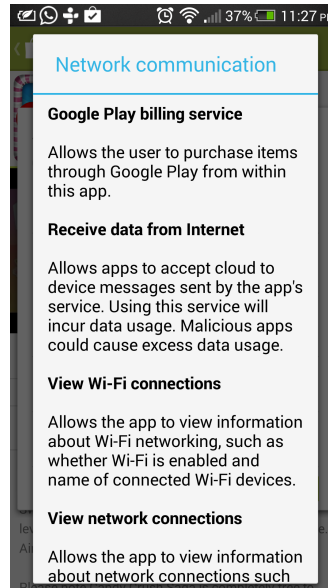 37% 11:27 P
Network communication
Google Play billing service
Allows the user to purchase items
through Google Play from within
this app.
Receive data from Internet
Allows apps to accept cloud to
device messages sent by the app's
service. Using this service will
incur data usage. Malicious apps
could cause excess data usage.
View Wi-Fi connections
Allows the app to view information
about Wi-Fi networking, such as
whether Wi-Fi is enabled and
name of connected Wi-Fi devices.
View network connections
Allows the app to view information
about network connections such